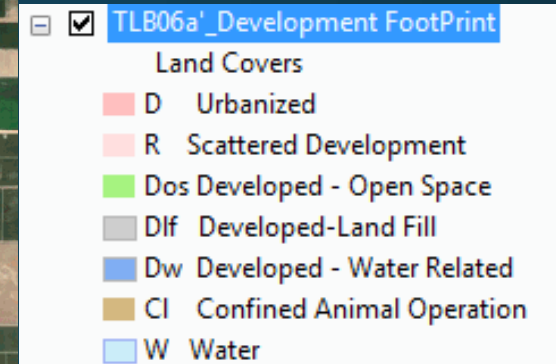 TLB06a'_Development FootPrint
Land Covers
D Urbanized
R Scattered Development
Dos Developed - Open Space
Dlf Developed-Land Fill
Dw Developed - Water Related
Cl Confined Animal Operation
W Water